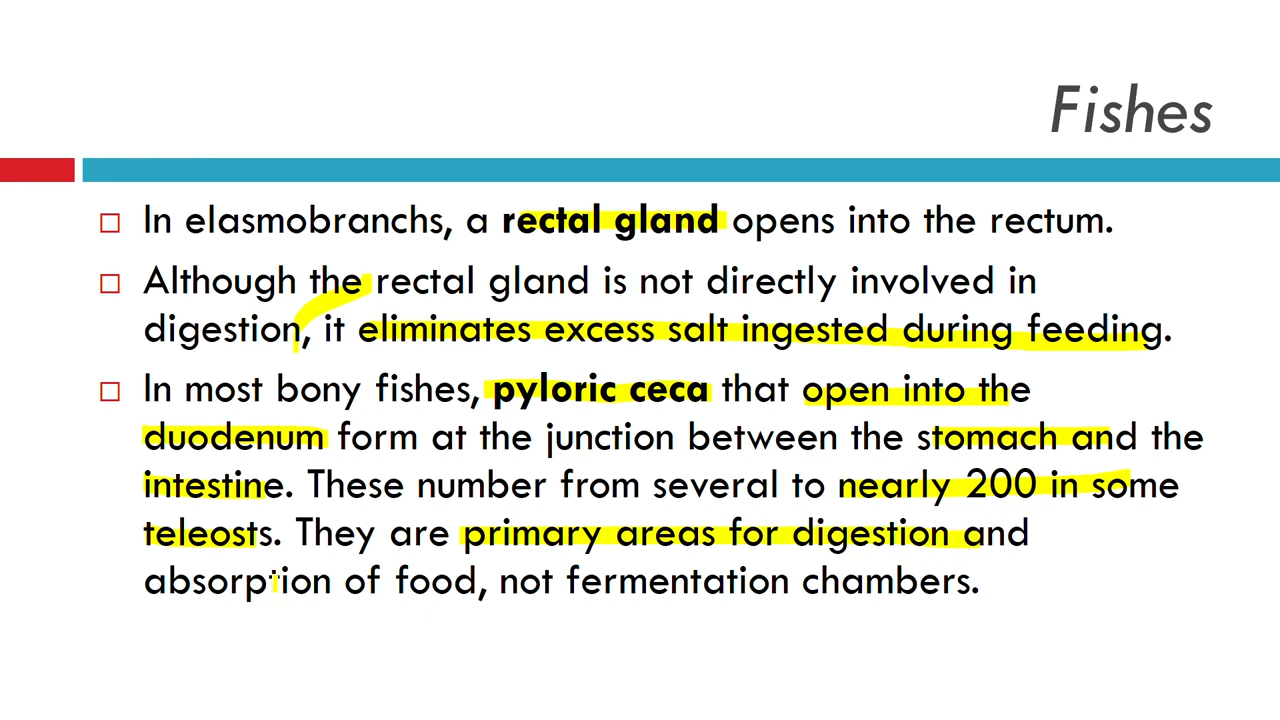 Fishes
In elasmobranchs, a rectal gland opens into the rectum.
Although the rectal gland is not directly involved in
digestion, it eliminates excess salt ingested during feeding.
In most bony fishes, pyloric ceca that open into the
duodenum form at the junction between the stomach and the
intestine. These number from several to nearly 200 in some
teleosts. They are primary areas for digestion and
absorption of food, not fermentation chambers.